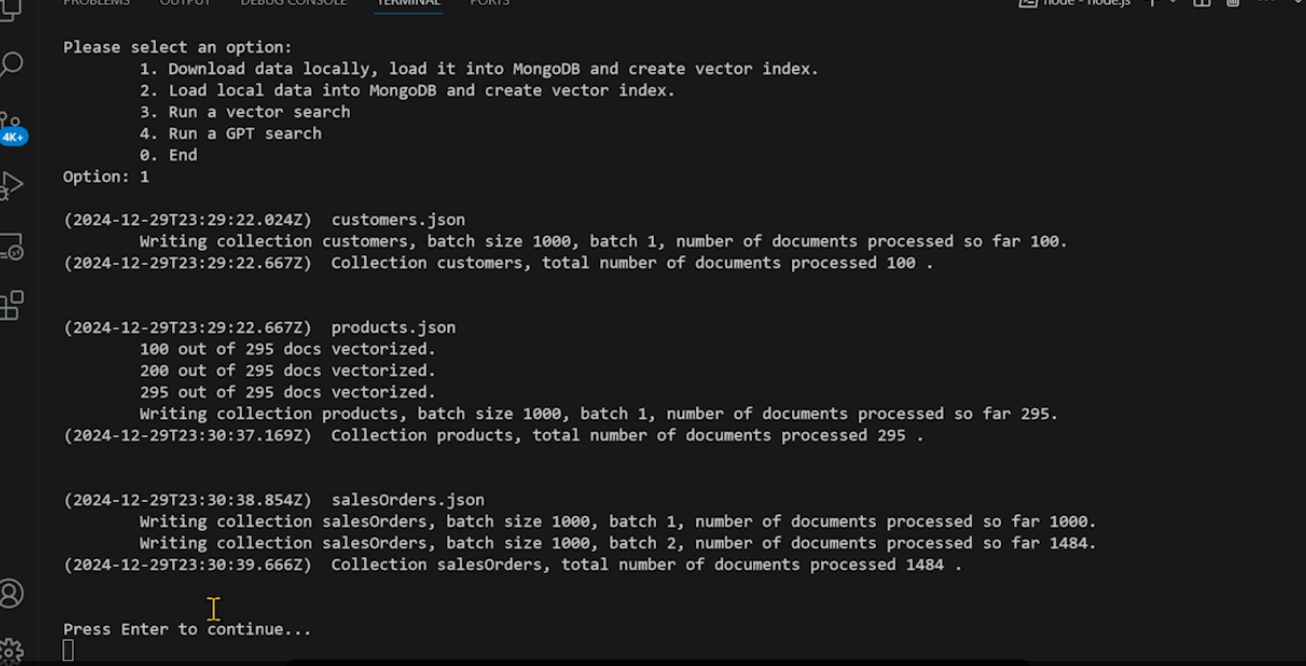 PROBLEMS OUTPUT DEBUG CONSOLE TERMINAL PORTS node - node.js
Please select an option:
1. Download data locally, load it into MongoDB and create vector index.
2. Load local data into MongoDB and create vector index.
3. Run a vector search
4. Run a GPT search
0. End
Option: 1
4K+
(2024-12-29T23:29:22.024Z) customers.json
Writing collection customers, batch size 1000, batch 1, number of documents processed so far 100.
(2024-12-29T23:29:22.667Z) Collection customers, total number of documents processed 100 .
(2024-12-29T23:29:22.667Z) products.json
100 out of 295 docs vectorized.
200 out of 295 docs vectorized.
295 out of 295 docs vectorized.
Writing collection products, batch size 1000, batch 1, number of documents processed so far 295.
(2024-12-29T23:30:37.169Z) Collection products, total number of documents processed 295 .
(2024-12-29T23:30:38.854Z) salesOrders.json
Writing collection salesOrders, batch size 1000, batch 1, number of documents processed so far 1000.
Writing collection salesOrders, batch size 1000, batch 2, number of documents processed so far 1484.
(2024-12-29T23:30:39.666Z) Collection salesOrders, total number of documents processed 1484 .
Press Enter to continue...